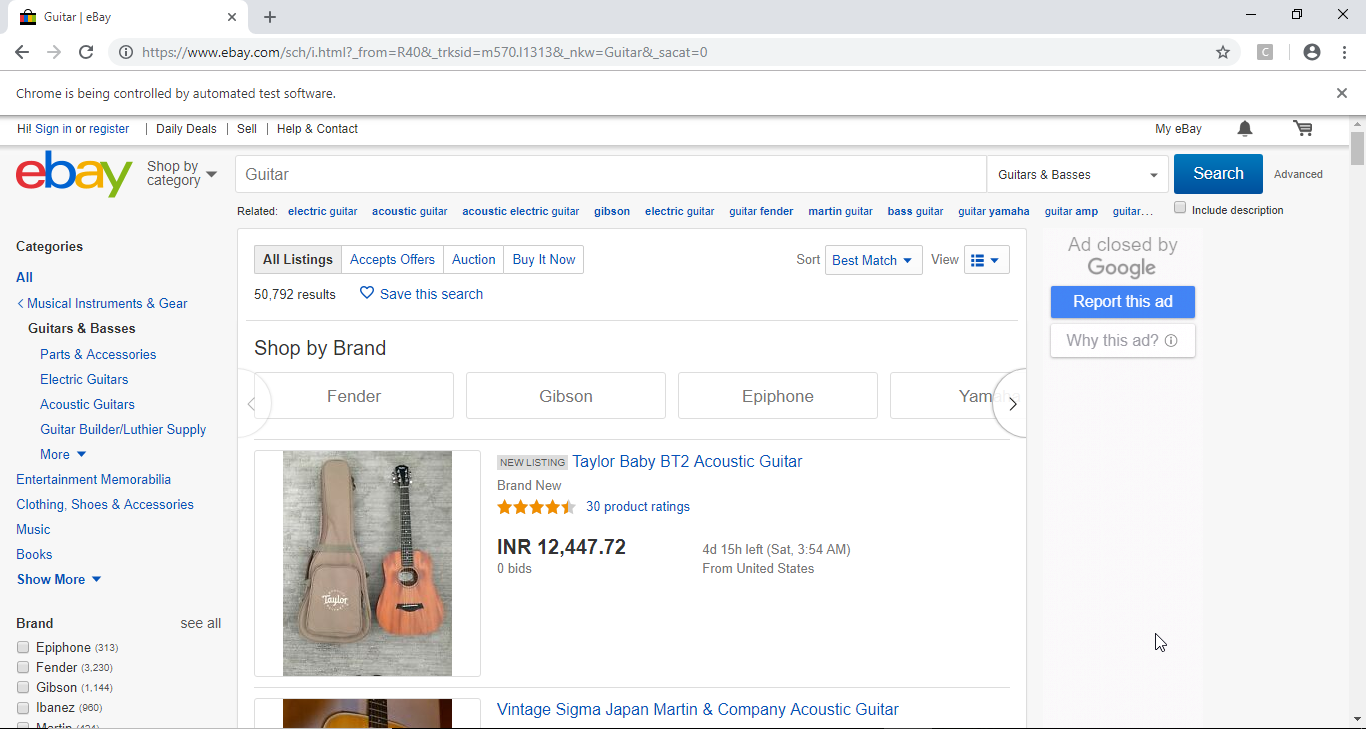 Guitar | eBay
https://www.ebay.com/sch/i.html?_from=R40&_trksid=m570.l1313&_nkw=Guitar&_sacat=0
C
Chrome is being controlled by automated test software.
Hi! Sign in or register | Daily Deals | Sell | Help & Contact
My eBay
ebay
Shop by category
Guitar
Guitars & Basses
Search
Advanced
Related: electric guitar acoustic guitar acoustic electric guitar gibson electric guitar guitar fender martin guitar bass guitar guitar yamaha guitar amp guitar...
Include description
Categories
All
Musical Instruments & Gear
Guitars & Basses
Parts & Accessories
Electric Guitars
Acoustic Guitars
Guitar Builder/Luthier Supply
More
Entertainment Memorabilia
Clothing, Shoes & Accessories
Music
Books
Show More
Brand see all
Epiphone (313)
Fender (3,230)
Gibson (1,144)
Ibanez (960)
Martin
All Listings Accepts Offers Auction Buy It Now
Sort Best Match View
50,792 results Save this search
Shop by Brand
Fender Gibson Epiphone Yamaha
NEW LISTING Taylor Baby BT2 Acoustic Guitar
Brand New
30 product ratings
INR 12,447.72
0 bids
4d 15h left (Sat, 3:54 AM)
From United States
Taylor
Vintage Sigma Japan Martin & Company Acoustic Guitar
Ad closed by
Google
Report this ad
Why this ad?